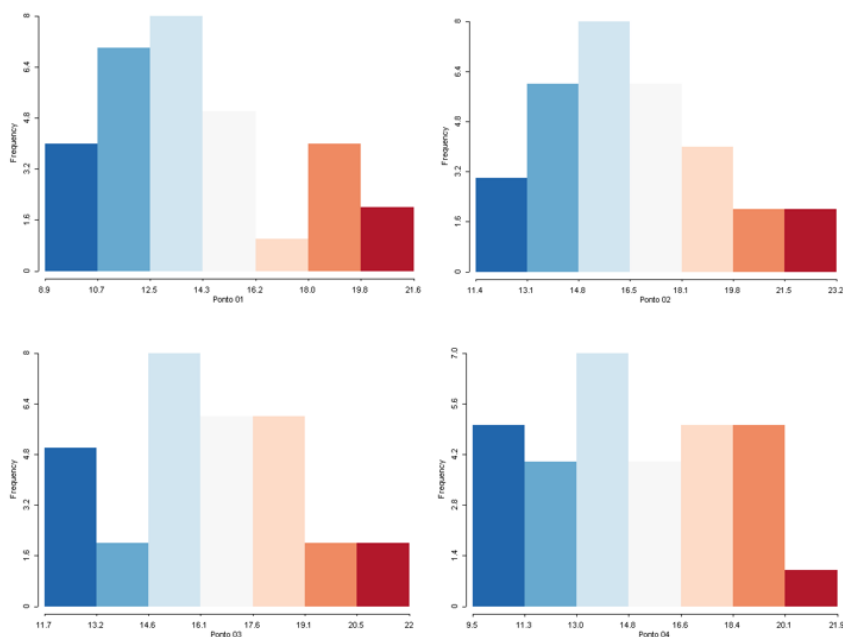 Frequency
8
6.4
4.8
3.2
1.6
0
8.9 10.7 12.5 14.3 16.2 18.0 19.8 21.6
Ponto 01
Frequency
8
6.4
4.8
3.2
1.6
0
11.4 13.1 14.8 16.5 18.1 19.8 21.5 23.2
Ponto 02
Frequency
8
6.4
4.8
3.2
1.6
0
11.7 13.2 14.6 16.1 17.6 19.1 20.5 22
Ponto 03
Frequency
7.0
5.6
4.2
2.8
1.4
0
9.5 11.3 13.0 14.8 16.6 18.4 20.1 21.9
Ponto 04